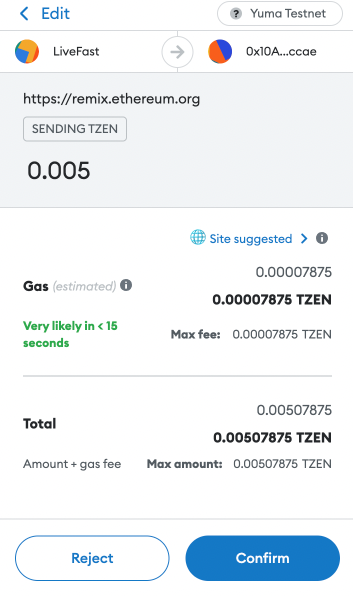 Edit
? Yuma Testnet
LiveFast
0x10A...ccae
https://remix.ethereum.org
SENDING TZEN
0.005
Site suggested > i
0.00007875
Gas (estimated) i
0.00007875 TZEN
Very likely in < 15
seconds
Max fee: 0.00007875 TZEN
0.00507875
Total
0.00507875 TZEN
Amount + gas fee
Max amount: 0.00507875 TZEN
Reject
Confirm